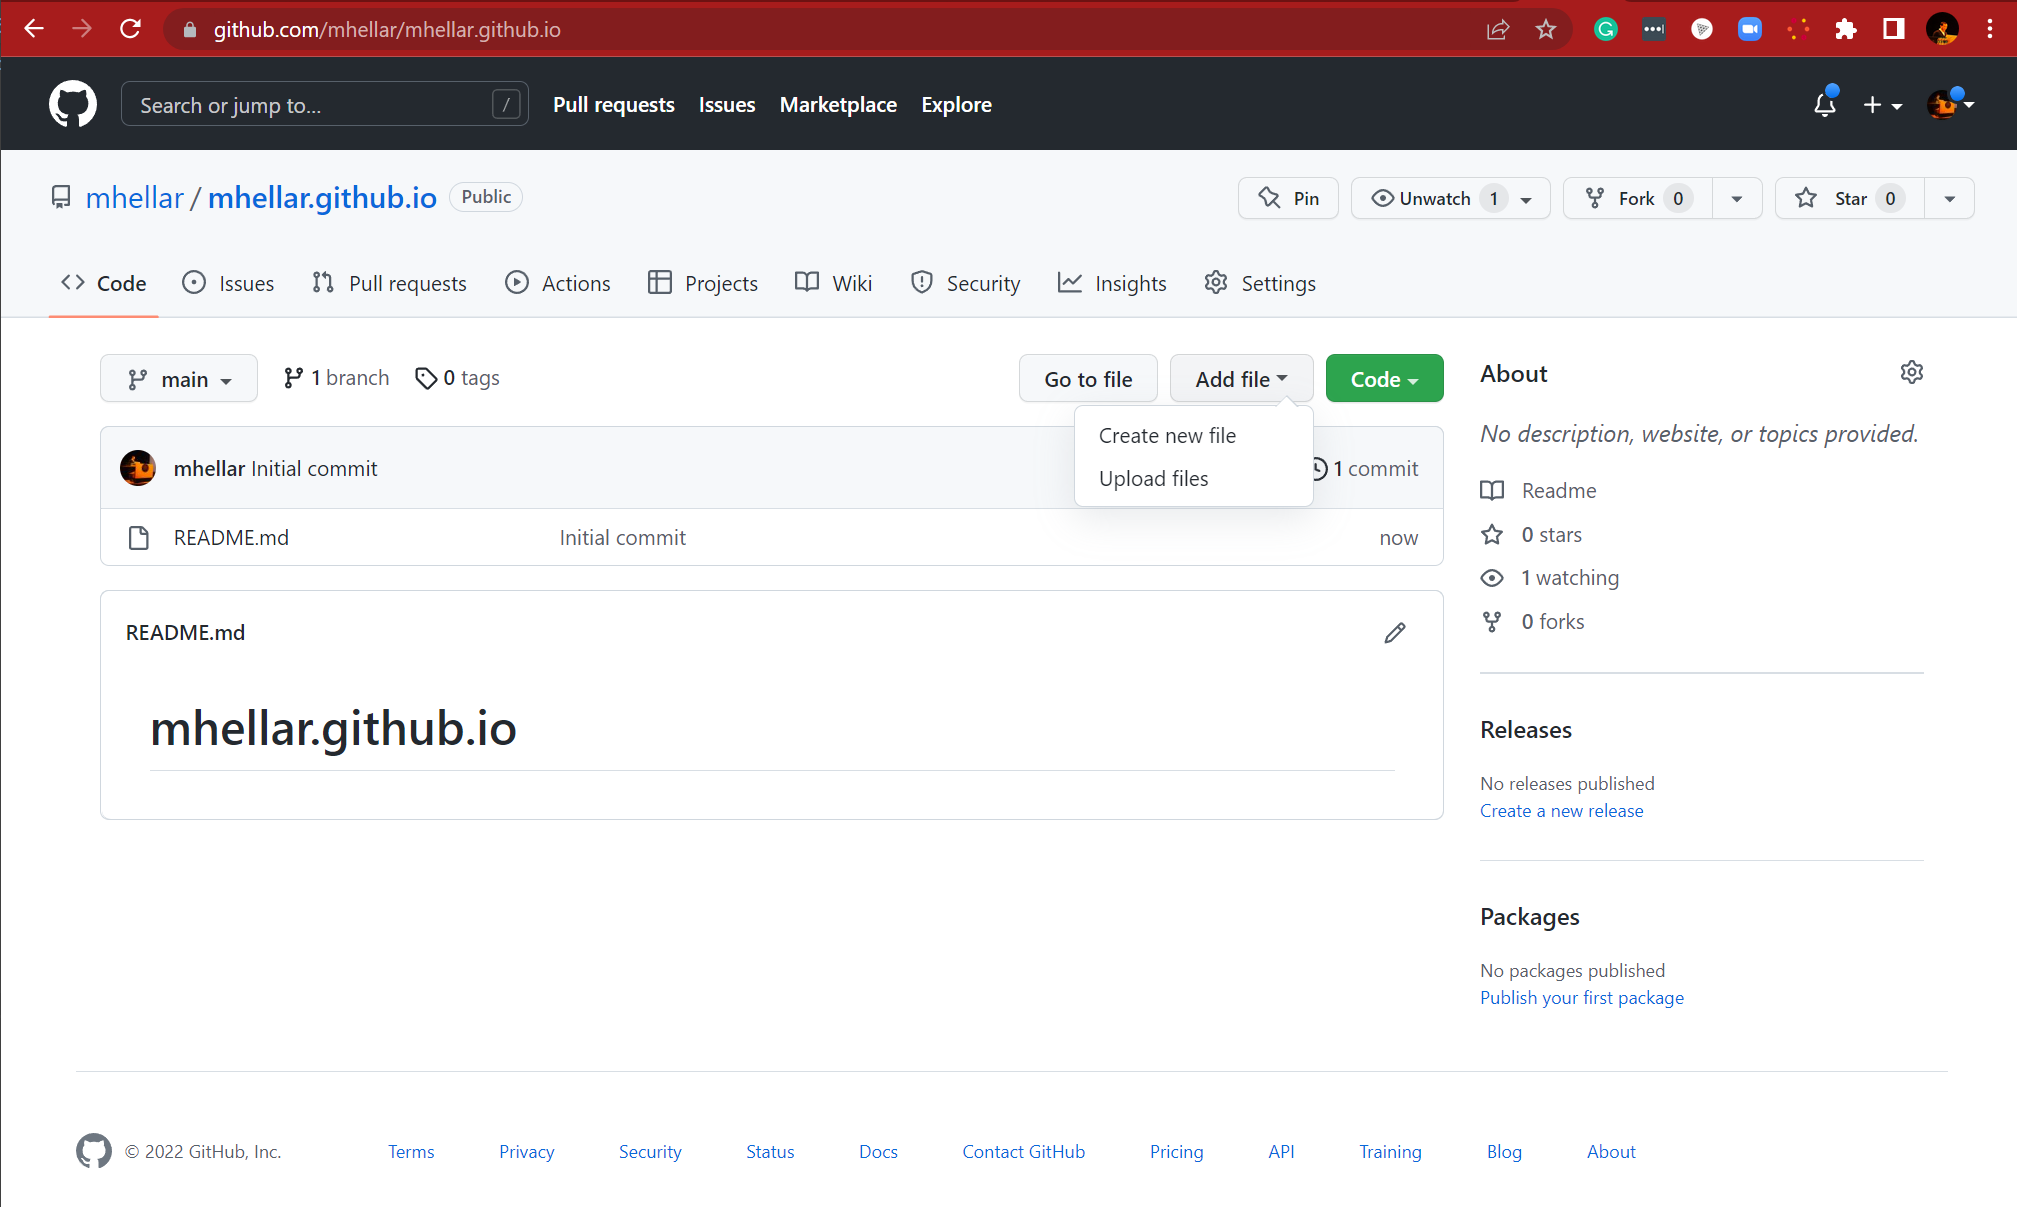 github.com/mhellar/mhellar.github.io
Search or jump to... /
Pull requests Issues Marketplace Explore
mhellar / mhellar.github.io Public
Pin Unwatch 1 Fork 0 Star 0
Code Issues Pull requests Actions Projects Wiki Security Insights Settings
main 1 branch 0 tags Go to file Add file Code
Create new file
Upload files
mhellar Initial commit 1 commit
README.md Initial commit now
README.md
mhellar.github.io
About
No description, website, or topics provided.
Readme
0 stars
1 watching
0 forks
Releases
No releases published
Create a new release
Packages
No packages published
Publish your first package
© 2022 GitHub, Inc. Terms Privacy Security Status Docs Contact GitHub Pricing API Training Blog About